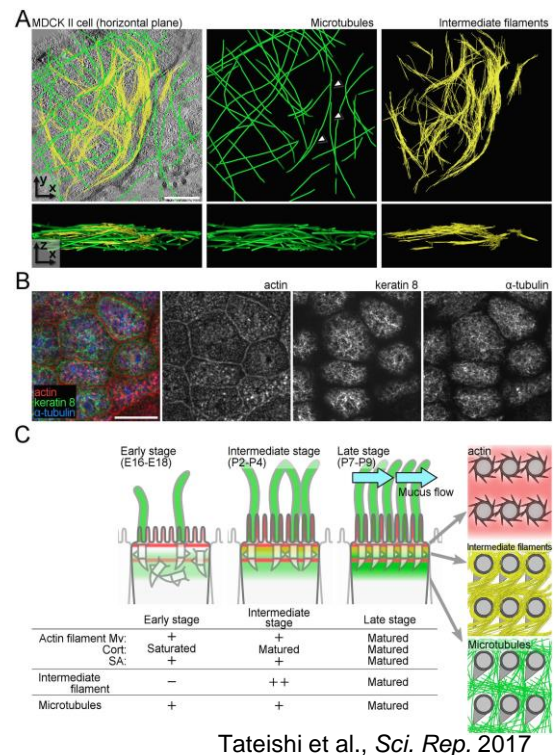 A
MDCK II cell (horizontal plane)
Microtubules
Intermediate filaments
y
x
z
x
B
actin
keratin 8
α-tubulin
actin
keratin 8
α-tubulin
C
Early stage
(E16-E18)
Intermediate stage
(P2-P4)
Late stage
(P7-P9)
Mucus flow
actin
Intermediate filaments
Microtubules
Early stage Intermediate stage Late stage
Actin filament Mv: + + Matured
Cort: Saturated Matured Matured
SA: + + Matured
Intermediate filament − ++ Matured
Microtubules + + Matured
Tateishi et al., Sci. Rep. 2017